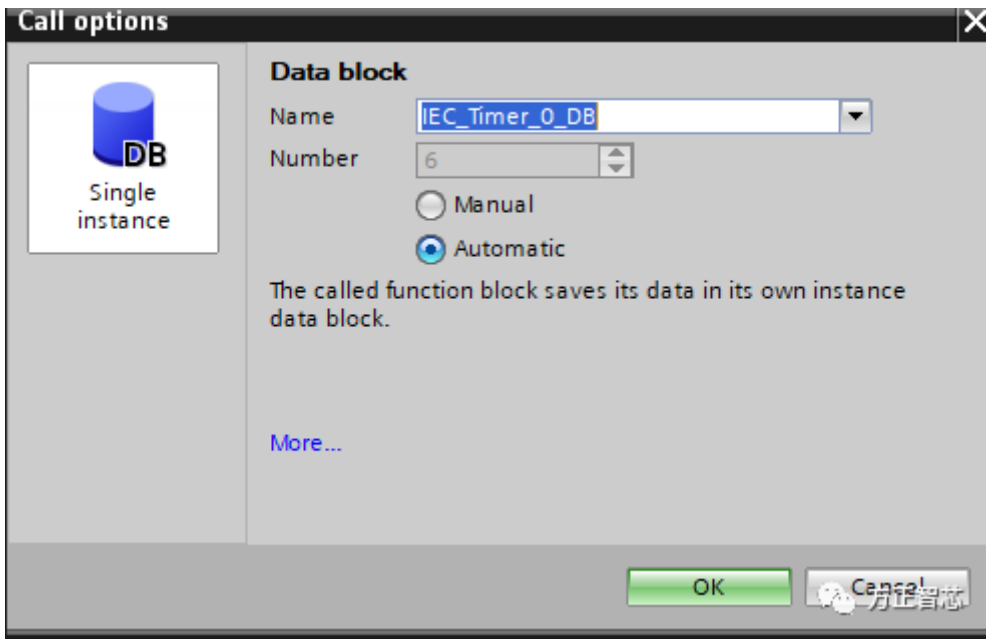 Call options
DB
Single
instance
Data block
Name
IEC_Timer_0_DB
Number
6
Manual
Automatic
The called function block saves its data in its own instance
data block.
More...
OK
Cancel
方正智芯